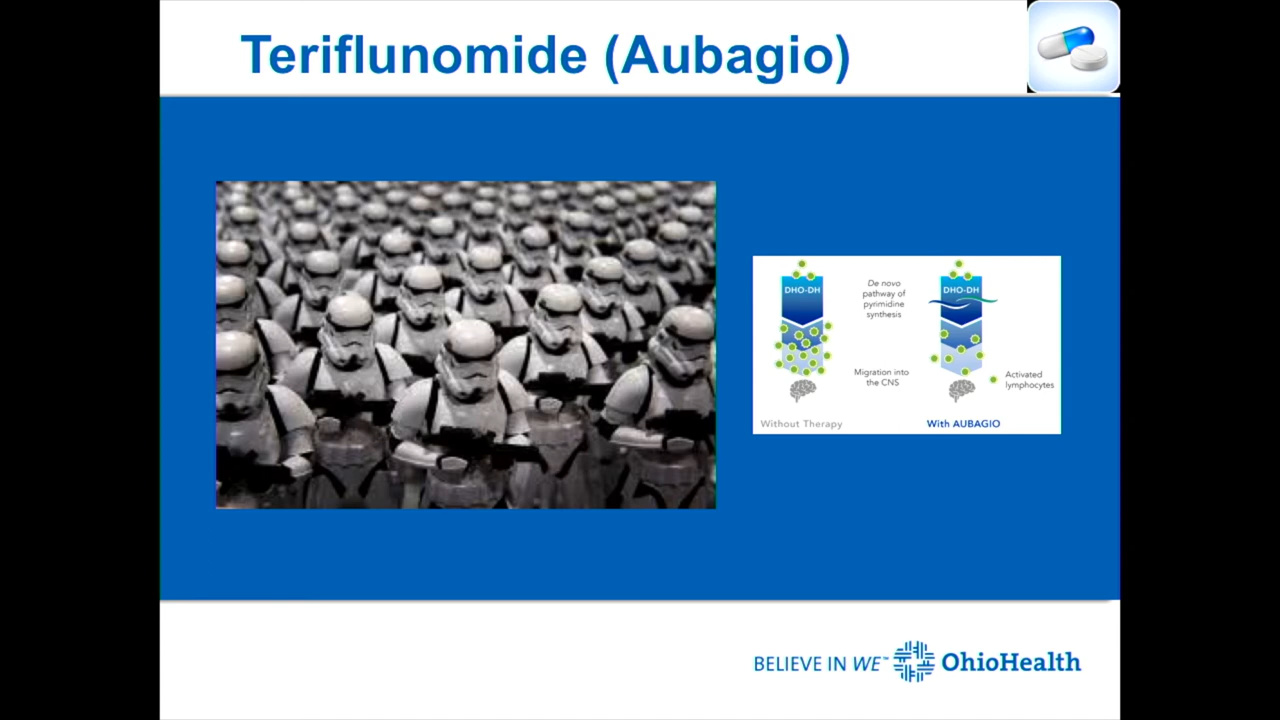 Teriflunomide (Aubagio)
DHO-DH
De novo
pathway of
pyrimidine
synthesis
DHO-DH
Migration into
the CNS
Activated
lymphocytes
Without Therapy
With AUBAGIO
BELIEVE IN WE™ OhioHealth